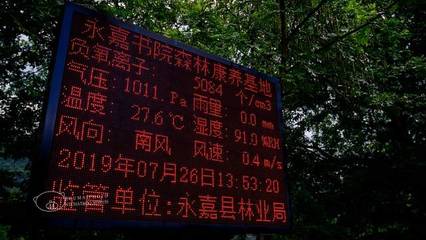 永嘉书院森林康养基地
负氧离子: 5084 个/cm3
气压: 1011. Pa 雨量 0.0 mm
温度: 27.6℃ 湿度: 91.0 %RH
风向: 南风 风速: 0.4 m/s
2019年07月26日13:53:20
监管单位:永嘉县林业局